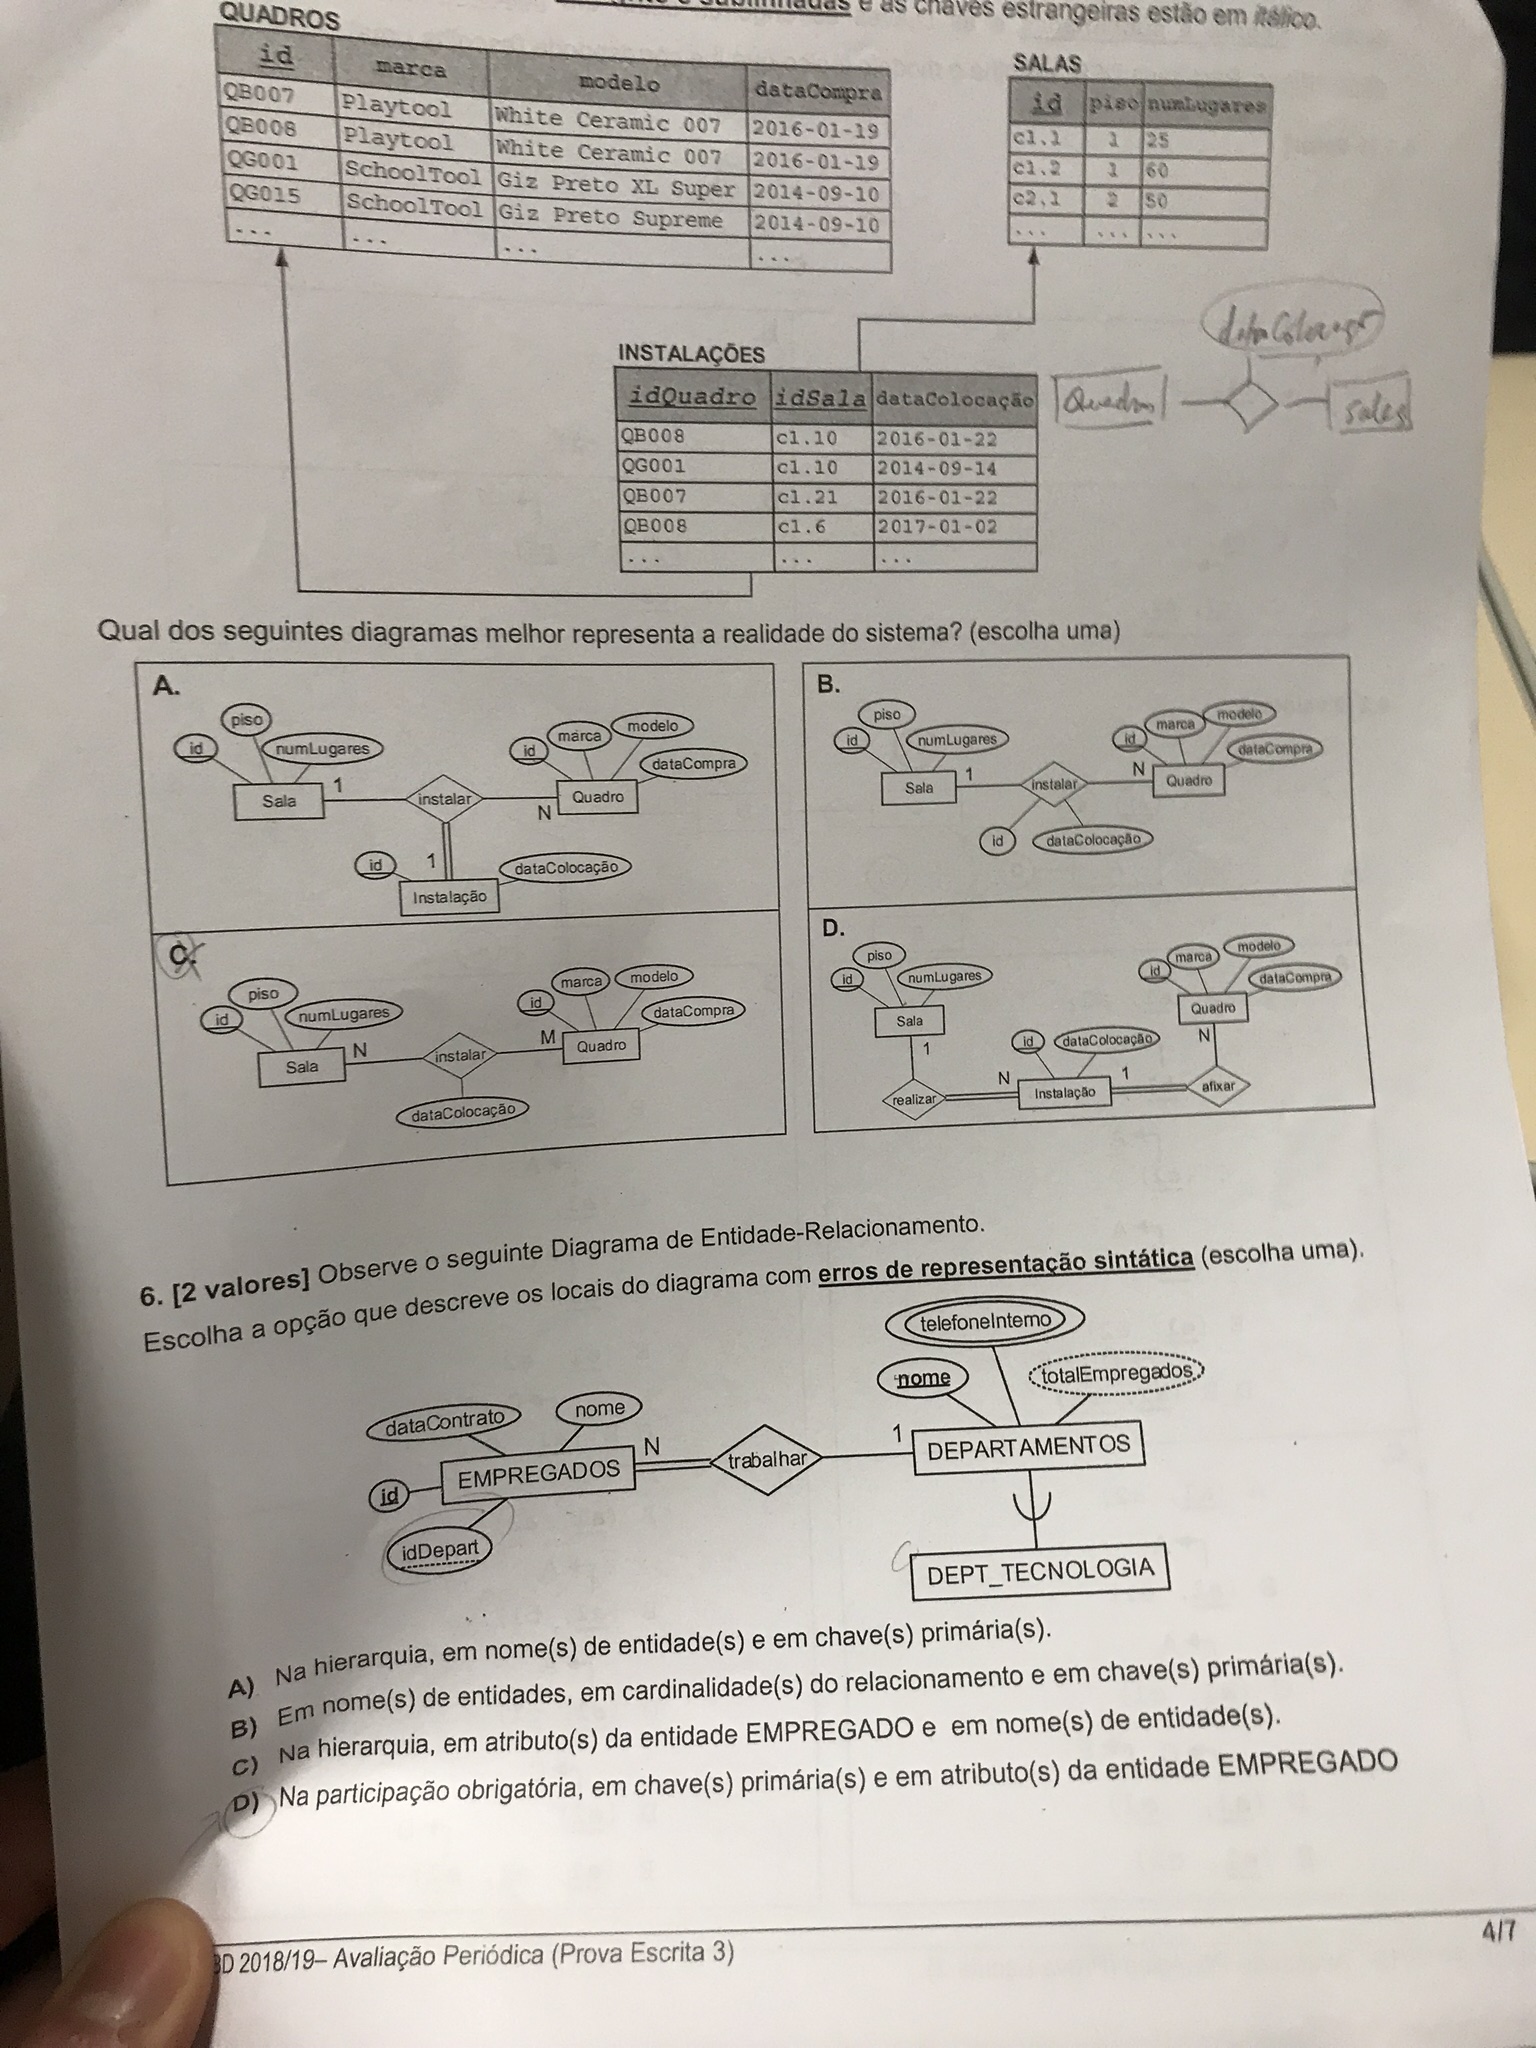 sublinhadas e as chaves estrangeiras estão em itálico.
QUADROS
id marca modelo dataCompra
QB007 Playtool White Ceramic 007 2016-01-19
QB008 Playtool White Ceramic 007 2016-01-19
QG001 SchoolTool Giz Preto XL Super 2014-09-10
QG015 SchoolTool Giz Preto Supreme 2014-09-10
... ... ... ...
SALAS
id piso numLugares
c1.1 1 25
c1.2 1 60
c2.1 2 50
... ... ...
dataColocação
Quadros
salas
INSTALAÇÕES
idQuadro idSala dataColocação
QB008 c1.10 2016-01-22
QG001 c1.10 2014-09-14
QB007 c1.21 2016-01-22
QB008 c1.6 2017-01-02
... ... ...
Qual dos seguintes diagramas melhor representa a realidade do sistema? (escolha uma)
A.
piso
id
numLugares
Sala
1
instalar
N
id
marca
modelo
dataCompra
Quadro
1
id
dataColocação
Instalação
B.
piso
id
numLugares
Sala
1
instalar
N
id
marca
modelo
dataCompra
Quadro
id
dataColocação
C.
piso
id
numLugares
Sala
N
instalar
M
id
marca
modelo
dataCompra
Quadro
dataColocação
D.
piso
id
numLugares
Sala
1
realizar
N
id
dataColocação
Instalação
1
afixar
N
id
marca
modelo
dataCompra
Quadro
6. [2 valores] Observe o seguinte Diagrama de Entidade-Relacionamento.
Escolha a opção que descreve os locais do diagrama com erros de representação sintática (escolha uma).
telefoneInterno
nome
totalEmpregados
dataContrato
nome
id
EMPREGADOS
N
trabalhar
1
DEPARTAMENTOS
idDepart
DEPT_TECNOLOGIA
A) Na hierarquia, em nome(s) de entidade(s) e em chave(s) primária(s).
B) Em nome(s) de entidades, em cardinalidade(s) do relacionamento e em chave(s) primária(s).
C) Na hierarquia, em atributo(s) da entidade EMPREGADO e em nome(s) de entidade(s).
D) Na participação obrigatória, em chave(s) primária(s) e em atributo(s) da entidade EMPREGADO
BD 2018/19– Avaliação Periódica (Prova Escrita 3)
4/7